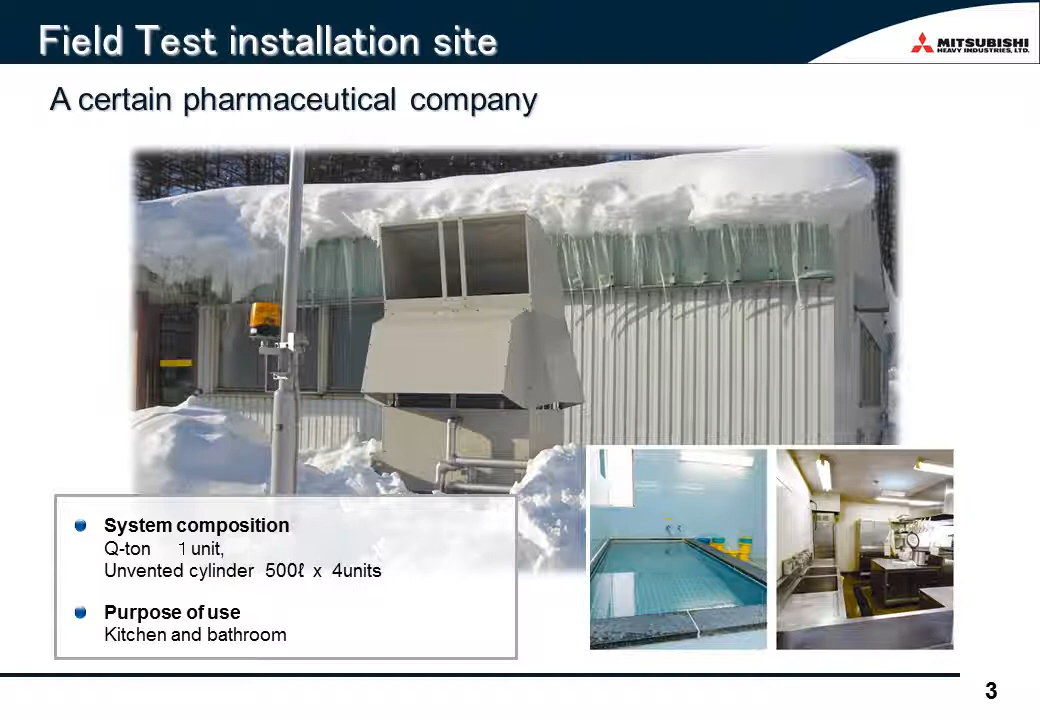 Field Test installation site
MITSUBISHI
HEAVY INDUSTRIES, LTD.
A certain pharmaceutical company
System composition
Q-ton 1 unit,
Unvented cylinder 500ℓ x 4units
Purpose of use
Kitchen and bathroom
3